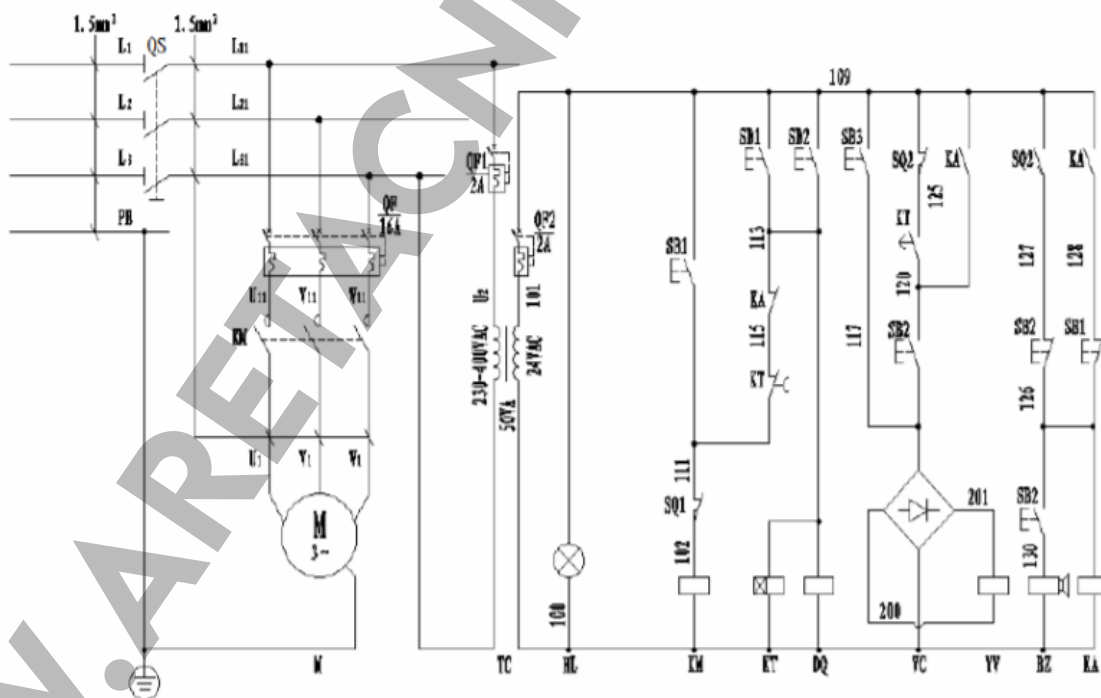 1.5mm² 1.5mm²
L1 QS L11
L2 L21
L3 L31
PE
109
SB1 SB2 SB3 SQ2 KA SQ2 KA
QF1
2A
QF
16A
QF2
2A
125
KT
SB1
113
127 128
120
U11 V11 W11
U2 101
KA
KM
115
117
SB2 SB2 SB1
230-400VAC 24VAC
KT
50VA
126
U1 V1 W1
111
SQ1
201
SB2
M
3~
102
130
100
200
M TC HL KM KT DQ VC YV BZ KA
W.ARETACN